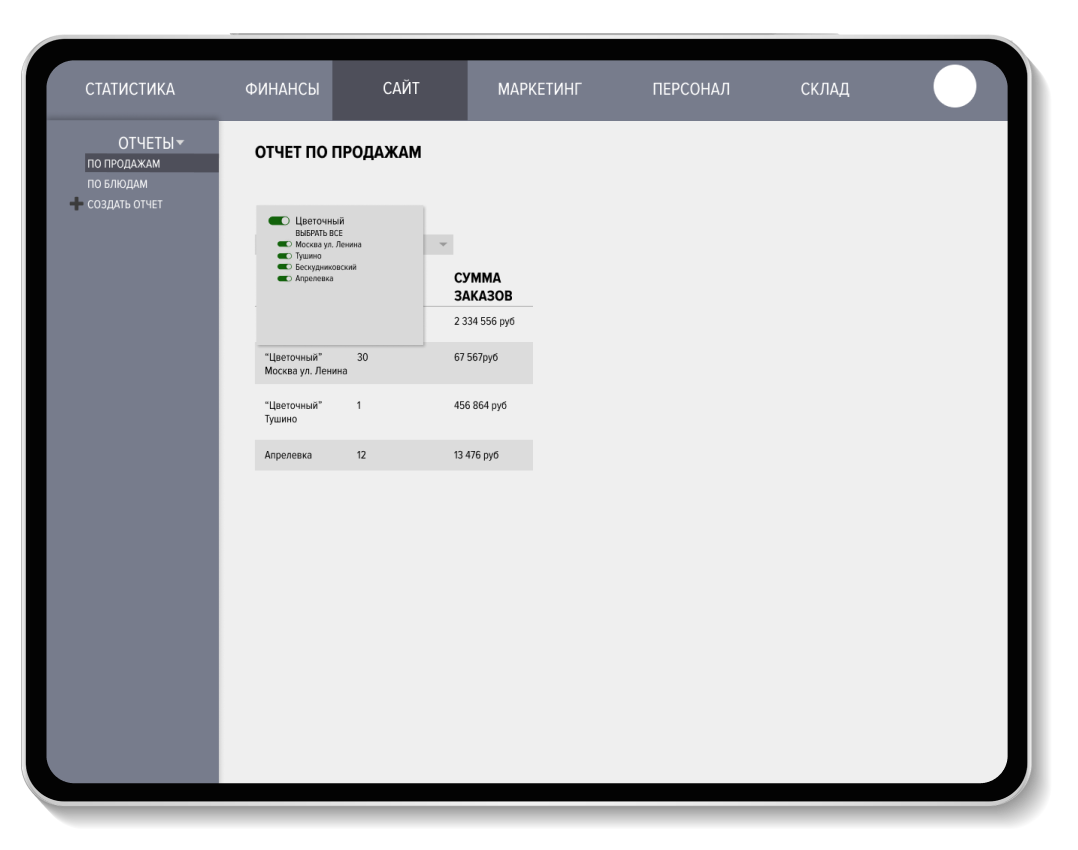 СТАТИСТИКА ФИНАНСЫ САЙТ МАРКЕТИНГ ПЕРСОНАЛ СКЛАД
ОТЧЕТЫ
ПО ПРОДАЖАМ
ПО БЛЮДАМ
СОЗДАТЬ ОТЧЕТ
ОТЧЕТ ПО ПРОДАЖАМ
Цветочный
ВЫБРАТЬ ВСЕ
Москва ул. Ленина
Тушино
Бескудниковский
Апрелевка
СУММА
ЗАКАЗОВ
2 334 556 руб
"Цветочный" 30 67 567руб
Москва ул. Ленина
"Цветочный" 1 456 864 руб
Тушино
Апрелевка 12 13 476 руб